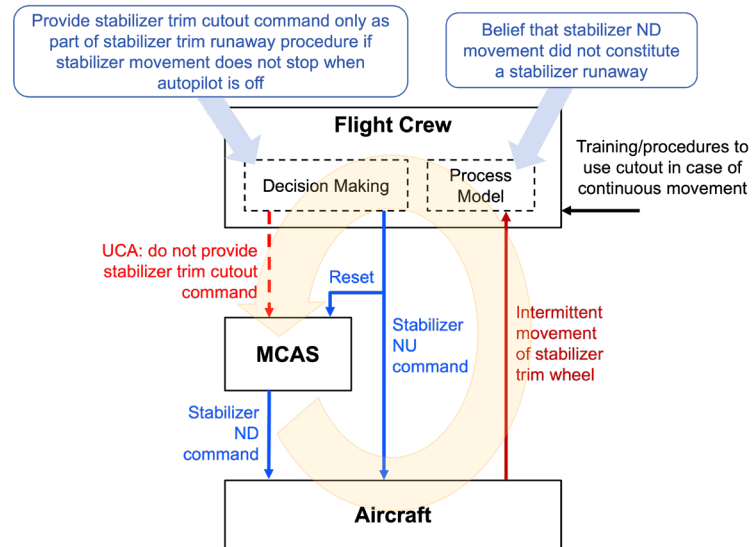 Provide stabilizer trim cutout command only as
part of stabilizer trim runaway procedure if
stabilizer movement does not stop when
autopilot is off
Belief that stabilizer ND
movement did not constitute
a stabilizer runaway
Flight Crew
Decision Making
Process
Model
Training/procedures to
use cutout in case of
continuous movement
UCA: do not provide
stabilizer trim cutout
command
Reset
MCAS
Stabilizer
NU
command
Intermittent
movement
of stabilizer
trim wheel
Stabilizer
ND
command
Aircraft